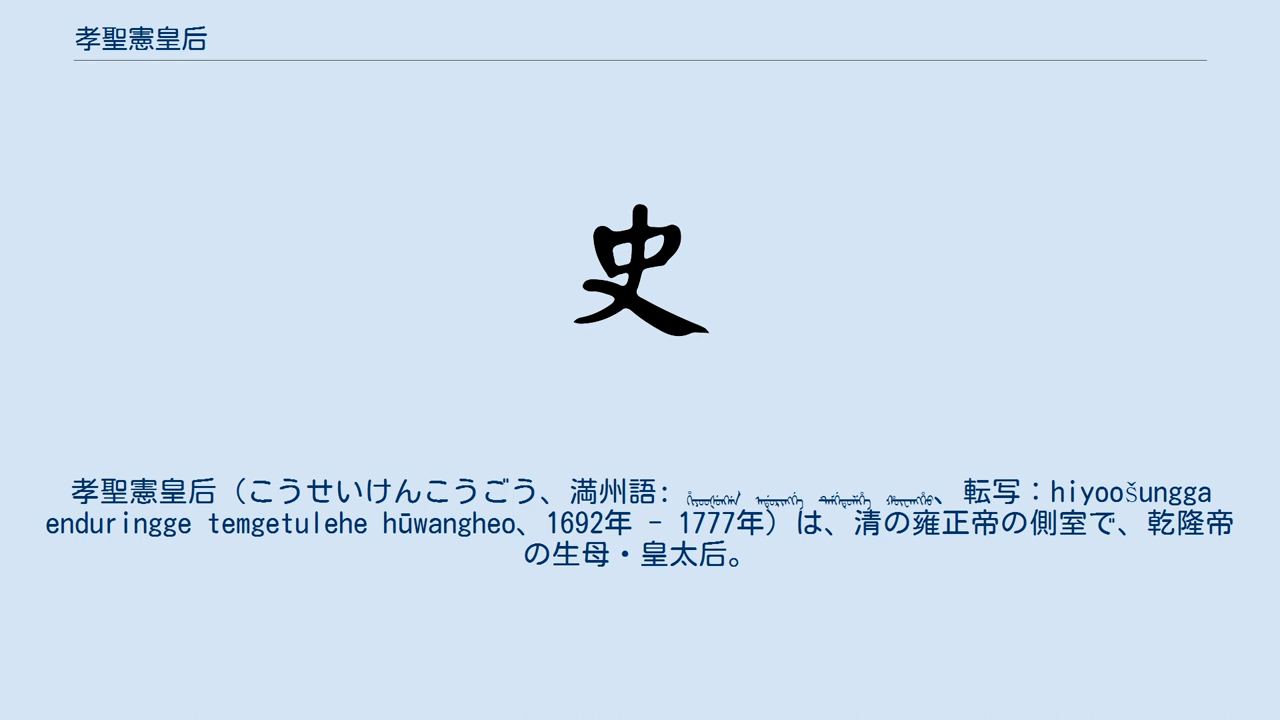 孝聖憲皇后
史
孝聖憲皇后（こうせいけんこうごう、満州語: 、転写：hiyoošungga
enduringge temgetulehe hūwangheo、1692年 - 1777年）は、清の雍正帝の側室で、乾隆帝
の生母・皇太后。